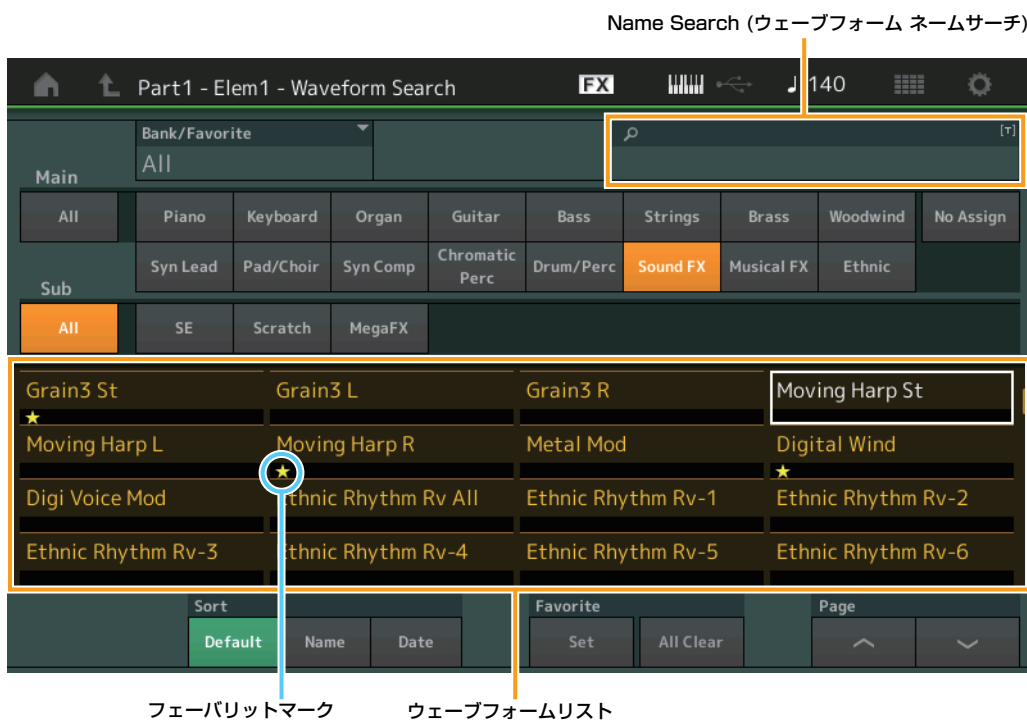 Name Search (ウェーブフォーム ネームサーチ)
Part1 - Elem1 - Waveform Search FX ♩ 140
Bank/Favorite [T]
All
Main
All Piano Keyboard Organ Guitar Bass Strings Brass Woodwind No Assign
Syn Lead Pad/Choir Syn Comp Chromatic Perc Drum/Perc Sound FX Musical FX Ethnic
Sub
All SE Scratch MegaFX
Grain3 St Grain3 L Grain3 R Moving Harp St
Moving Harp L Moving Harp R Metal Mod Digital Wind
Digi Voice Mod Ethnic Rhythm Rv All Ethnic Rhythm Rv-1 Ethnic Rhythm Rv-2
Ethnic Rhythm Rv-3 Ethnic Rhythm Rv-4 Ethnic Rhythm Rv-5 Ethnic Rhythm Rv-6
Sort Favorite Page
Default Name Date Set All Clear
フェーバリットマーク ウェーブフォームリスト